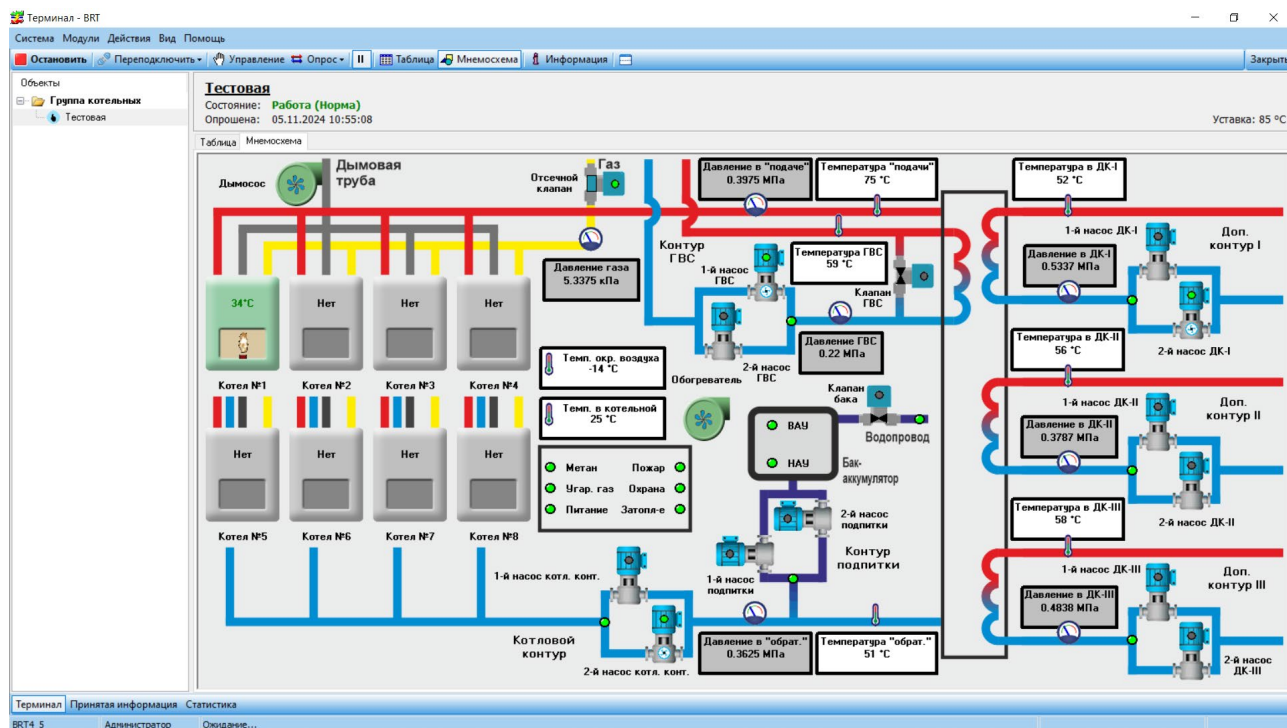 Терминал - BRT
Система Модули Действия Вид Помощь
Остановить Переподключить Управление Опрос Таблица Мнемосхема Информация Закрыть
Объекты
Группа котельных
Тестовая
Тестовая
Состояние: Работа (Норма)
Опрошена: 05.11.2024 10:55:08
Уставка: 85 °C
Таблица Мнемосхема
Дымосос
Дымовая
труба
Отсечной
клапан
Газ
Давление в "подаче"
0.3975 МПа
Температура "подачи"
75 °C
Температура в ДК-I
52 °C
Давление газа
5.3375 кПа
Контур
ГВС
1-й насос
ГВС
2-й насос
ГВС
Температура ГВС
59 °C
Клапан
ГВС
Давление ГВС
0.22 МПа
1-й насос ДК-I
Доп.
контур I
Давление в ДК-I
0.5337 МПа
2-й насос ДК-I
34°C
Нет
Нет
Нет
Котел №1
Котел №2
Котел №3
Котел №4
Темп. окр. воздуха
-14 °C
Темп. в котельной
25 °C
Обогреватель
Клапан
бака
Водопровод
ВАУ
НАУ
Бак-
аккумулятор
Температура в ДК-II
56 °C
1-й насос ДК-II
Доп.
контур II
Давление в ДК-II
0.3787 МПа
2-й насос ДК-II
Нет
Нет
Нет
Нет
Котел №5
Котел №6
Котел №7
Котел №8
Метан Пожар
Угар. газ Охрана
Питание Затопл-е
2-й насос
подпитки
1-й насос
подпитки
Контур
подпитки
Температура в ДК-III
58 °C
1-й насос ДК-III
Доп.
контур III
Давление в ДК-III
0.4838 МПа
2-й насос
ДК-III
1-й насос котл. конт.
Котловой
контур
2-й насос котл. конт.
Давление в "обрат."
0.3625 МПа
Температура "обрат."
51 °C
Терминал Принятая информация Статистика
BRT4 5 Администратор Ожидание...